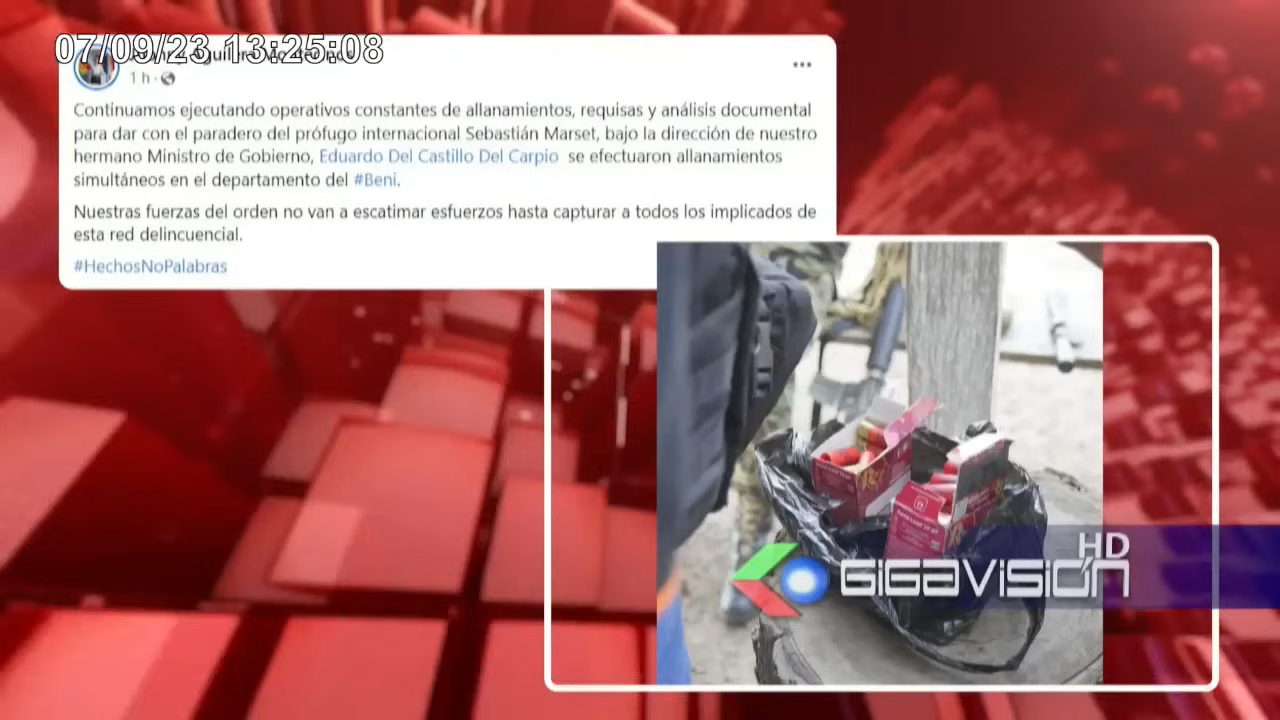 07/09/23 13:25:08
1 h
Continuamos ejecutando operativos constantes de allanamientos, requisas y análisis documental
para dar con el paradero del prófugo internacional Sebastián Marset, bajo la dirección de nuestro
hermano Ministro de Gobierno, Eduardo Del Castillo Del Carpio se efectuaron allanamientos
simultáneos en el departamento del #Beni.
Nuestras fuerzas del orden no van a escatimar esfuerzos hasta capturar a todos los implicados de
esta red delincuencial.
#HechosNoPalabras
HD
GIGAVISIÓN